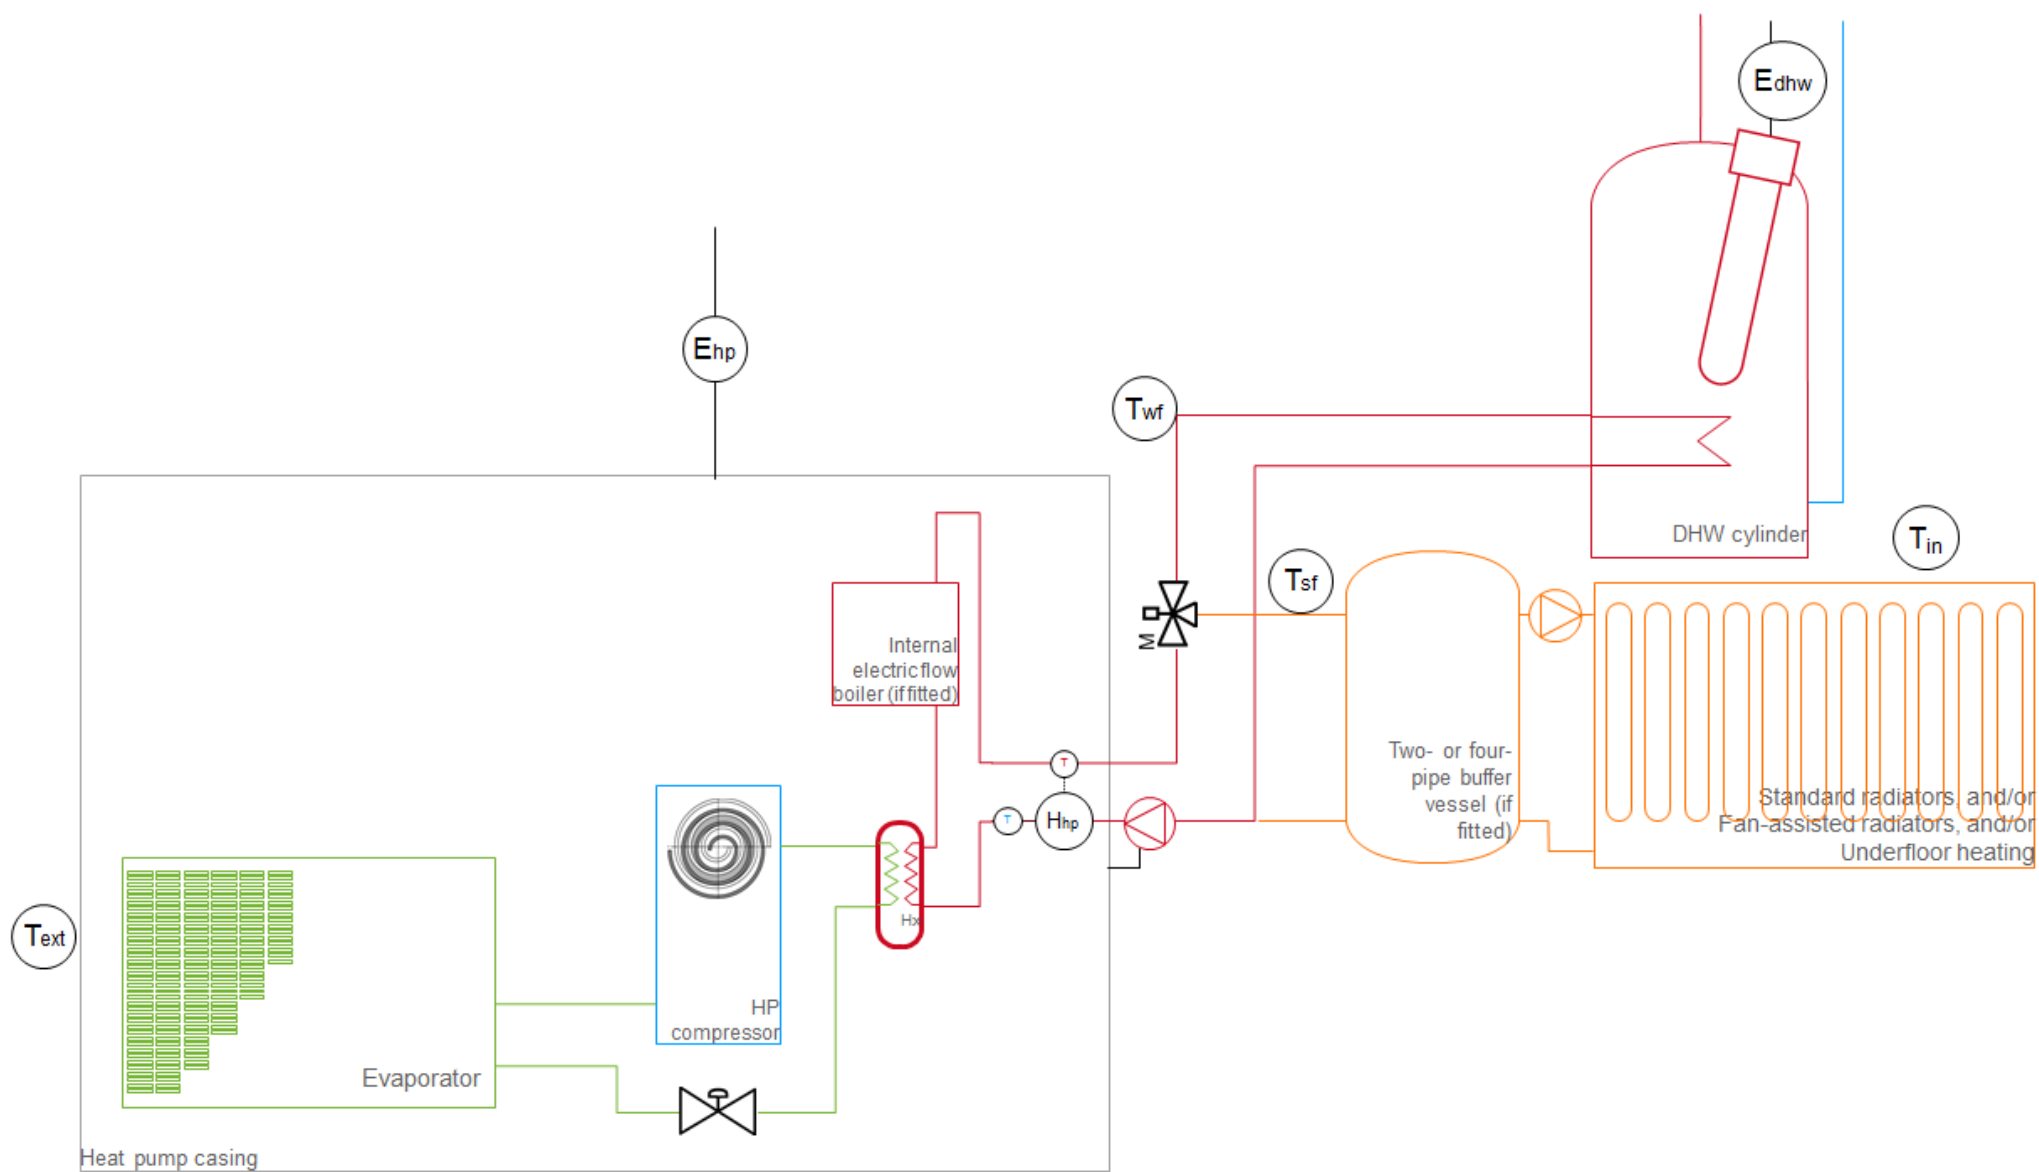 Edhw
Ehp
Twf
DHW cylinder
Tin
Tsf
M
Internal
electric flow
boiler (if fitted)
T
Two- or four-
pipe buffer
vessel (if
fitted)
Standard radiators, and/or
Fan-assisted radiators, and/or
Underfloor heating
T
Hhp
Hx
Text
HP
compressor
Evaporator
Heat pump casing